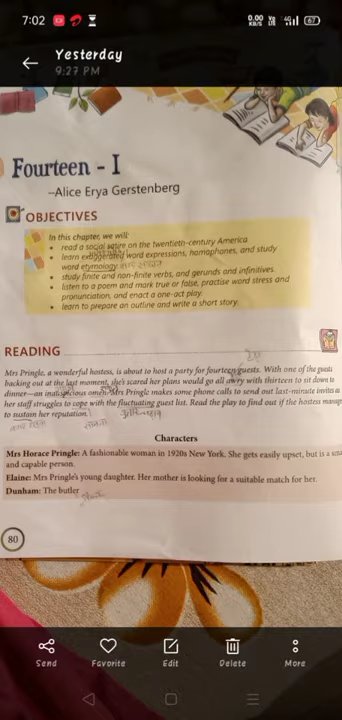 7:02
0.00
KB/S
4G
67
Yesterday
9:27 PM
Fourteen - I
–Alice Erya Gerstenberg
OBJECTIVES
In this chapter, we will:
• read a social satire on the twentieth-century America
• learn exaggerated word expressions, homophones, and study
word etymology
• study finite and non-finite verbs, and gerunds and infinitives
• listen to a poem and mark true or false, practise word stress and
pronunciation, and enact a one-act play.
• learn to prepare an outline and write a short story.
READING
Mrs Pringle, a wonderful hostess, is about to host a party for fourteen guests. With one of the guests
backing out at the last moment, she's scared her plans would go all awry with thirteen to sit down to
dinner—an inauspicious omen. Mrs Pringle makes some phone calls to send out last-minute invites as
her staff struggles to cope with the fluctuating guest list. Read the play to find out if the hostess manag
to sustain her reputation!
Characters
Mrs Horace Pringle: A fashionable woman in 1920s New York. She gets easily upset, but is a
and capable person.
Elaine: Mrs Pringle's young daughter. Her mother is looking for a suitable match for her.
Dunham: The butler
80
Send
Favorite
Edit
Delete
More